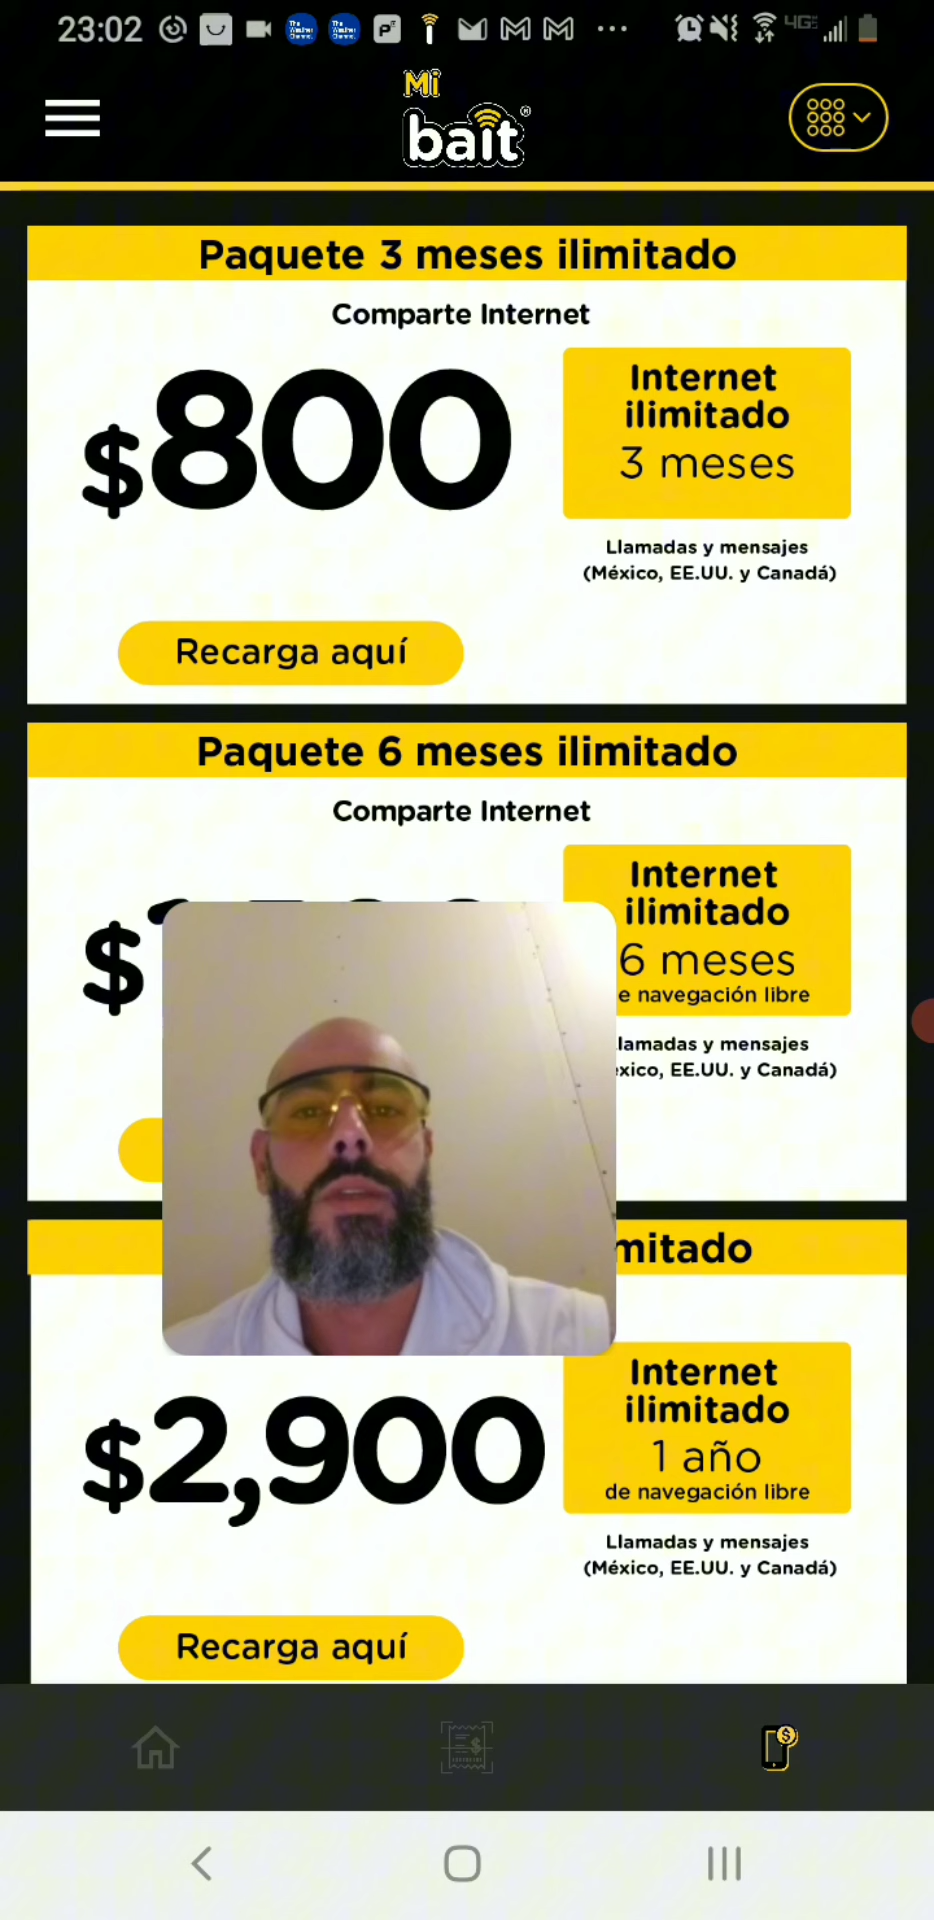 23:02
4G
Mi
bait
Paquete 3 meses ilimitado
Comparte Internet
$800
Internet
ilimitado
3 meses
Llamadas y mensajes
(México, EE.UU. y Canadá)
Recarga aquí
Paquete 6 meses ilimitado
Comparte Internet
$
Internet
ilimitado
6 meses
e navegación libre
lamadas y mensajes
xico, EE.UU. y Canadá)
mitado
$2,900
Internet
ilimitado
1 año
de navegación libre
Llamadas y mensajes
(México, EE.UU. y Canadá)
Recarga aquí